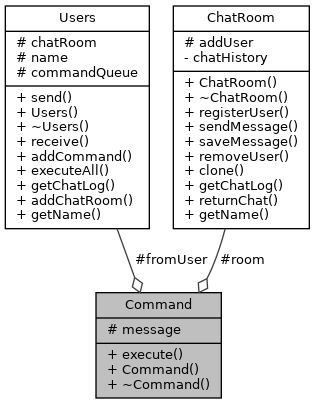 Users
# chatRoom
# name
# commandQueue
+ send()
+ Users()
+ ~Users()
+ receive()
+ addCommand()
+ executeAll()
+ getChatLog()
+ addChatRoom()
+ getName()
ChatRoom
# addUser
- chatHistory
+ ChatRoom()
+ ~ChatRoom()
+ registerUser()
+ sendMessage()
+ saveMessage()
+ removeUser()
+ clone()
+ getChatLog()
+ returnChat()
+ getName()
#fromUser
#room
Command
# message
+ execute()
+ Command()
+ ~Command()